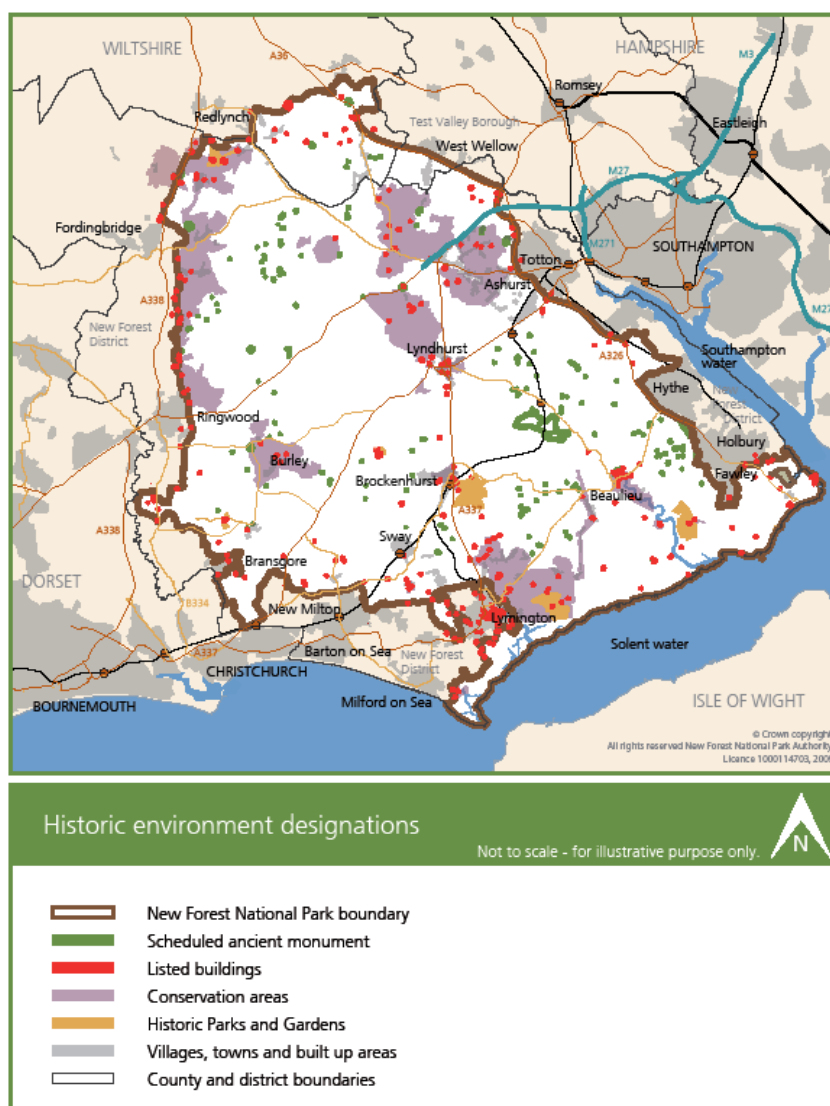 WILTSHIRE
HAMPSHIRE
M3
A36
Romsey
Redlynch
Test Valley Borough
Eastleigh
West Wellow
M27
Fordingbridge
M271
SOUTHAMPTON
Totton
Ashurst
A338
New Forest
District
M27
Lyndhurst
A326
Southampton
water
Hythe
New
Forest
District
Ringwood
Holbury
Burley
Fawley
Brockenhurst
Beaulieu
A337
A338
Sway
Bransgore
DORSET
B334
New Milton
Lymington
A337
Barton on Sea
New Forest
District
Solent water
CHRISTCHURCH
Milford on Sea
ISLE OF WIGHT
BOURNEMOUTH
© Crown copyright
All rights reserved New Forest National Park Authority
Licence 1000114703, 200
Historic environment designations
Not to scale - for illustrative purpose only.
N
New Forest National Park boundary
Scheduled ancient monument
Listed buildings
Conservation areas
Historic Parks and Gardens
Villages, towns and built up areas
County and district boundaries